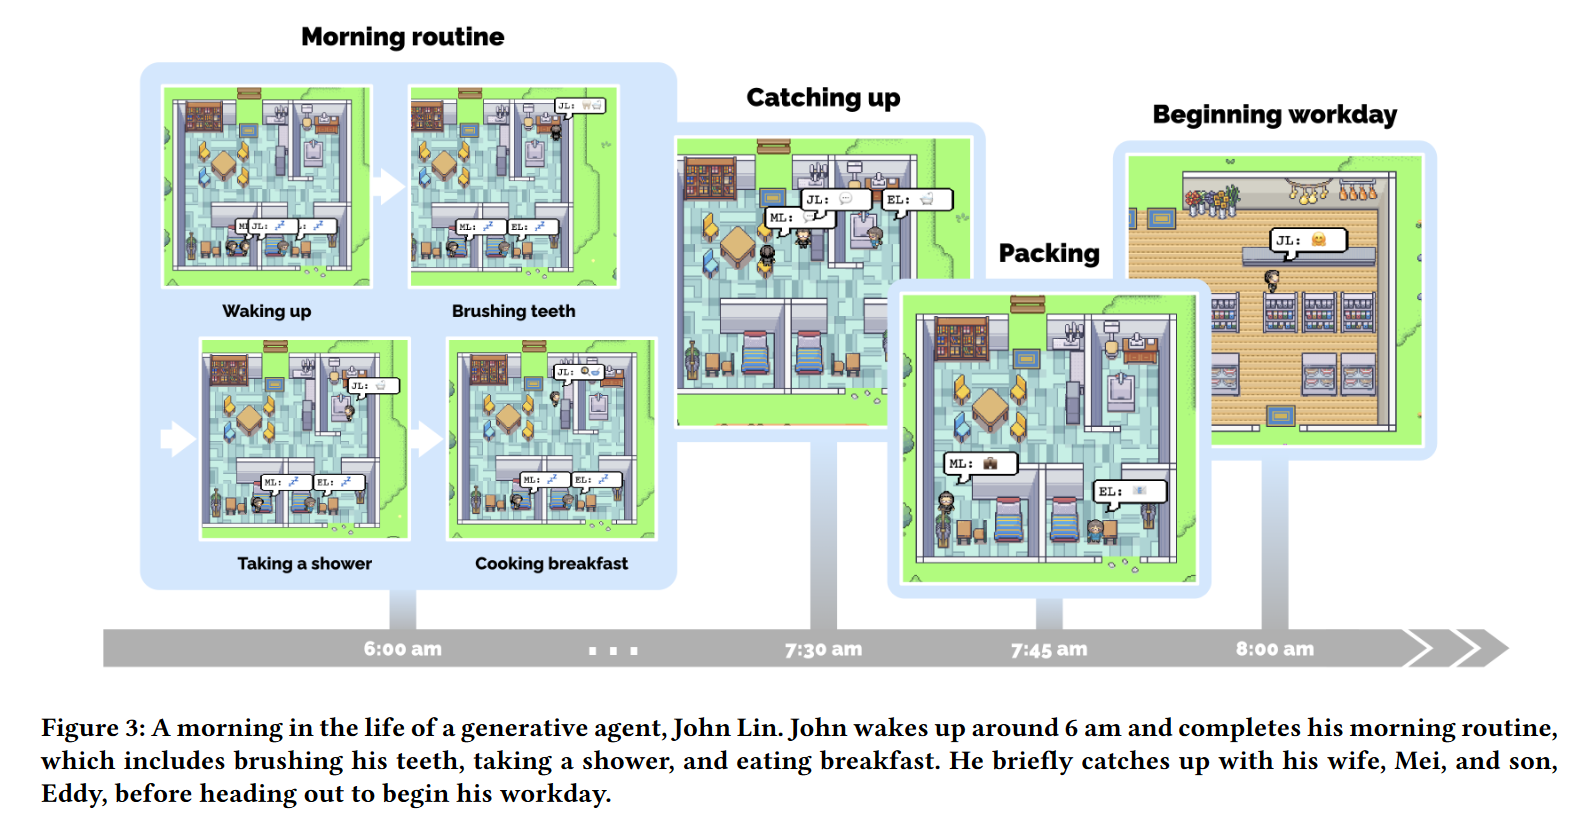 Morning routine
Catching up
Beginning workday
Packing
JL:
JL:
EL:
ML:
JL:
ML:
EL:
JL:
Waking up
Brushing teeth
JL:
JL:
ML:
EL:
ML:
EL:
ML:
EL:
Taking a shower
Cooking breakfast
6:00 am
...
7:30 am
7:45 am
8:00 am
Figure 3: A morning in the life of a generative agent, John Lin. John wakes up around 6 am and completes his morning routine,
which includes brushing his teeth, taking a shower, and eating breakfast. He briefly catches up with his wife, Mei, and son,
Eddy, before heading out to begin his workday.